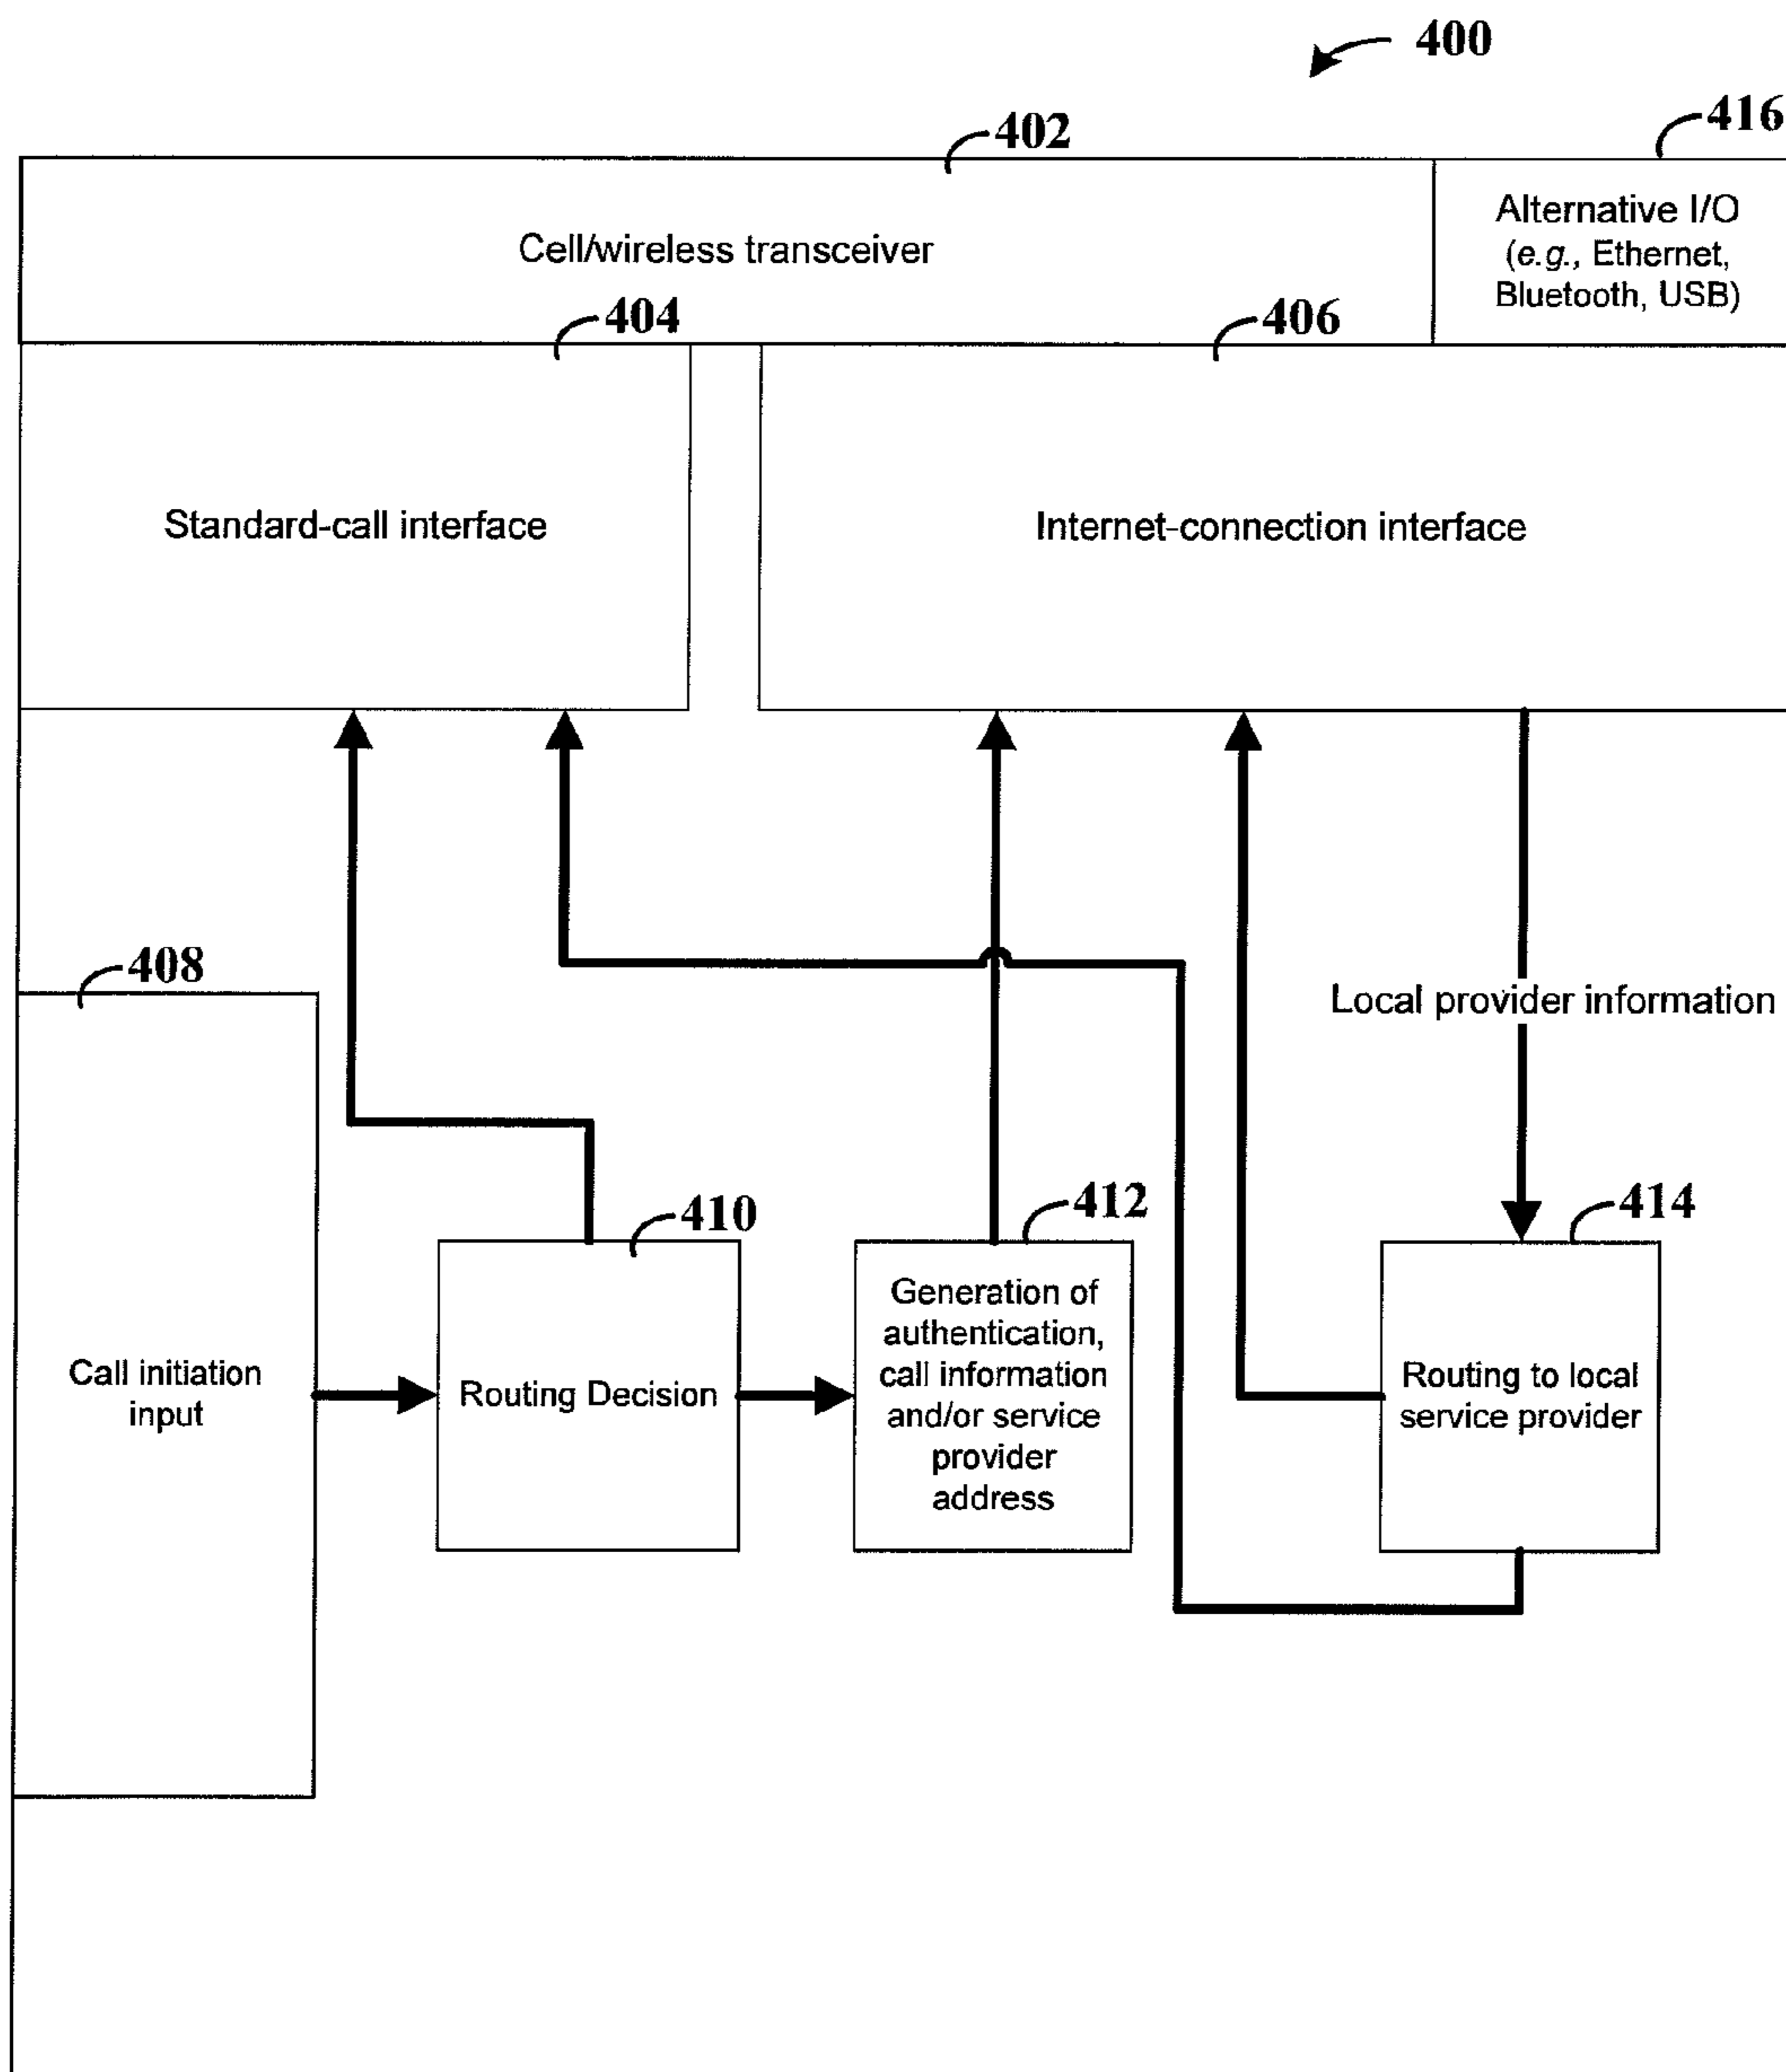 400
402
416
Cell/wireless transceiver
Alternative I/O
(e.g., Ethernet,
Bluetooth, USB)
404
406
Standard-call interface
Internet-connection interface
408
Local provider information
410
412
414
Call initiation
input
Routing Decision
Generation of
authentication,
call information
and/or service
provider
address
Routing to local
service provider